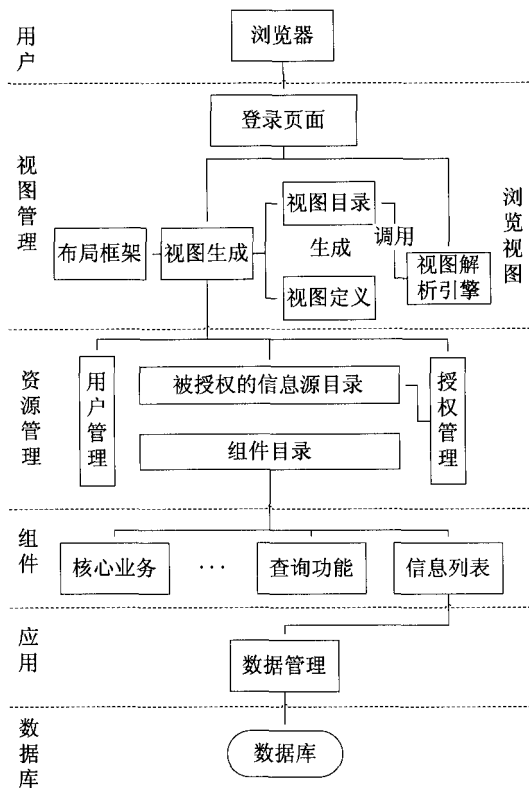 用户
浏览器
登录页面
视图管理
浏览视图
视图目录
布局框架
视图生成
生成
调用
视图解
析引擎
视图定义
资源管理
用户管理
被授权的信息源目录
授权管理
组件目录
组件
核心业务
···
查询功能
信息列表
应用
数据管理
数据库
数据库